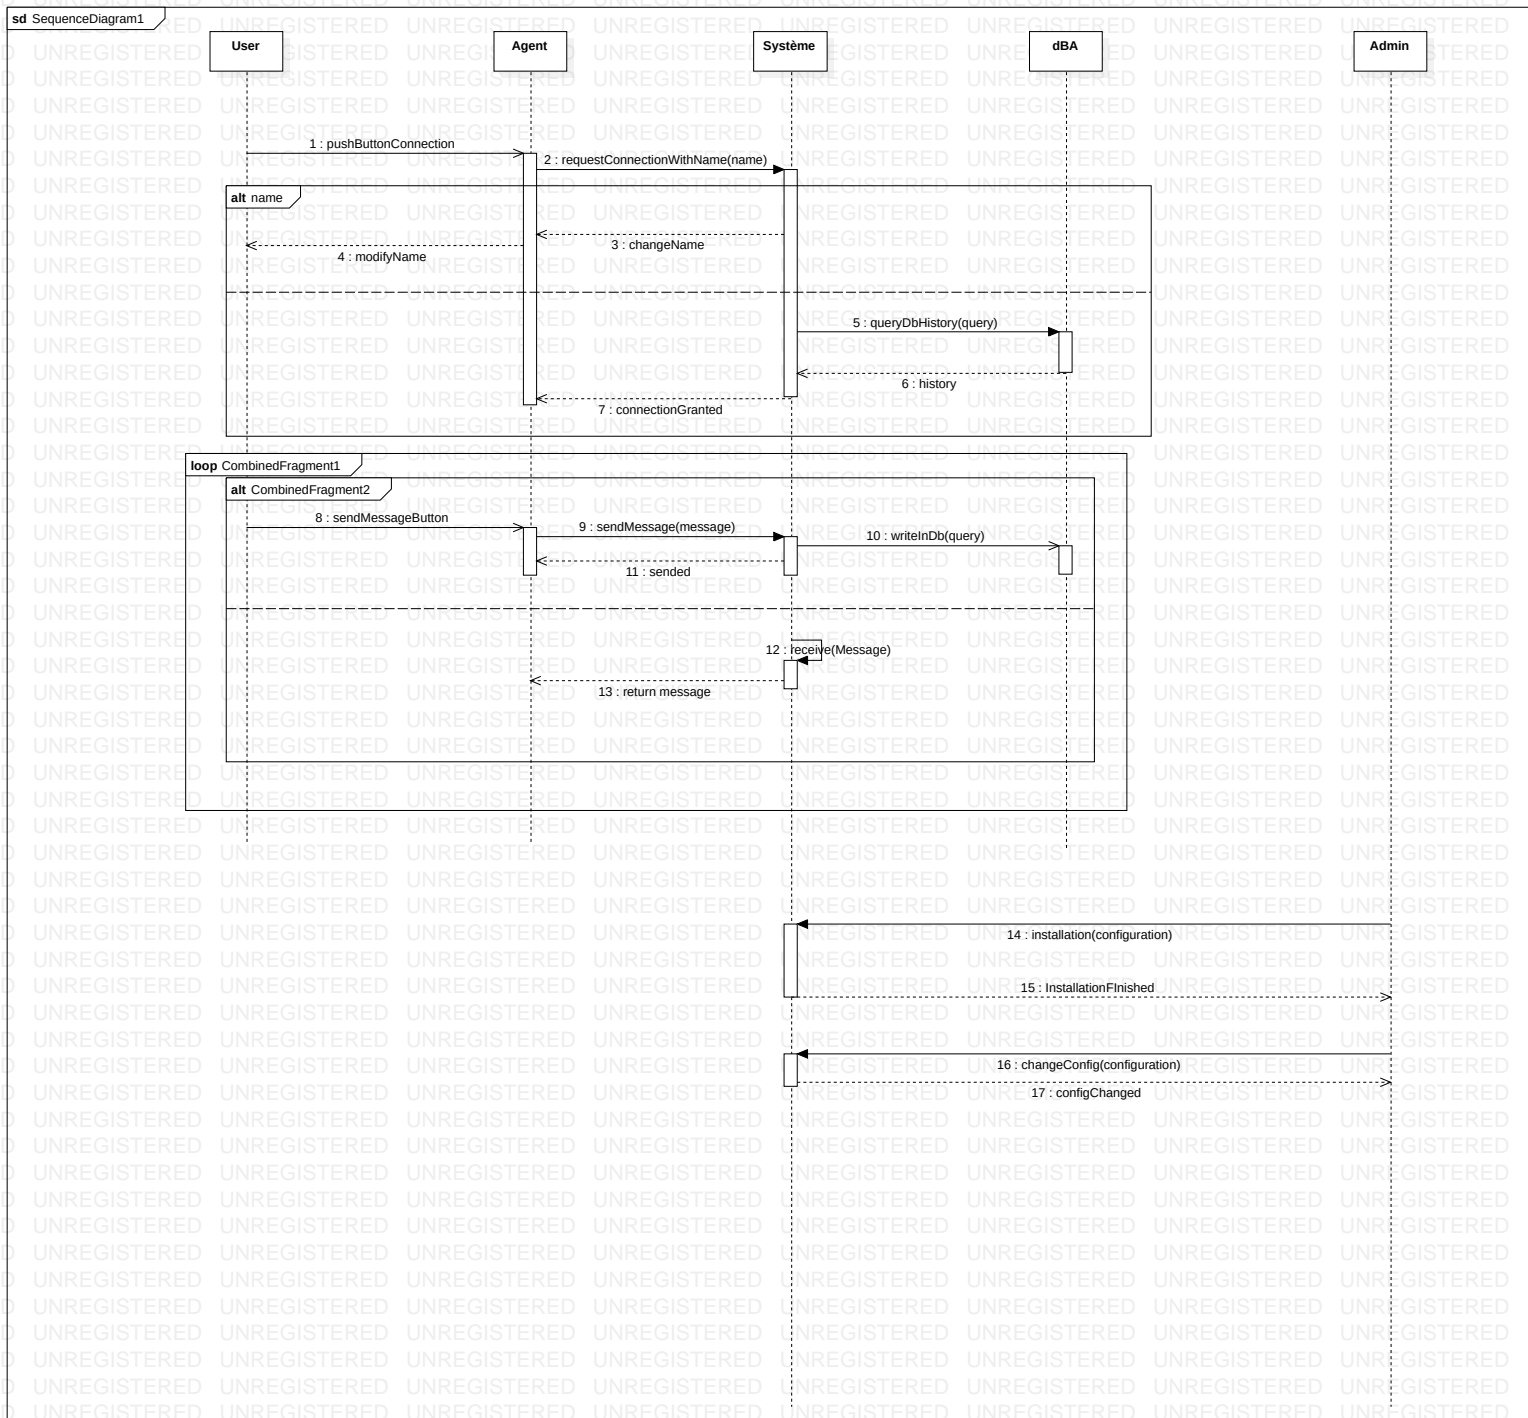 sd SequenceDiagram1
User
Agent
Système
dBA
Admin
1 : pushButtonConnection
2 : requestConnectionWithName(name)
alt name
3 : changeName
4 : modifyName
5 : queryDbHistory(query)
6 : history
7 : connectionGranted
loop CombinedFragment1
alt CombinedFragment2
8 : sendMessageButton
9 : sendMessage(message)
10 : writeInDb(query)
11 : sended
12 : receive(Message)
13 : return message
14 : installation(configuration)
15 : InstallationFInished
16 : changeConfig(configuration)
17 : configChanged
UNREGISTERED